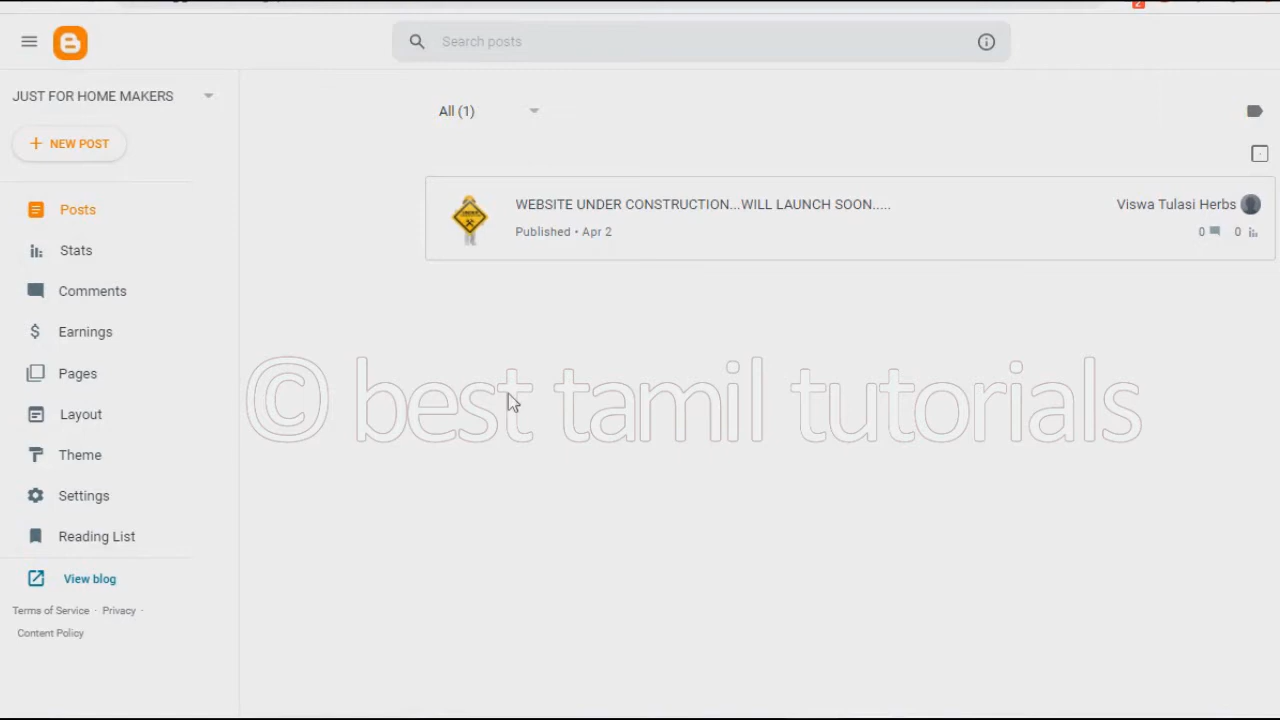 2
Search posts
JUST FOR HOME MAKERS
All (1)
+ NEW POST
Posts
WEBSITE UNDER CONSTRUCTION...WILL LAUNCH SOON.....
Viswa Tulasi Herbs
Published • Apr 2
0 0
Stats
Comments
$ Earnings
Pages
Layout
© best tamil tutorials
Theme
Settings
Reading List
View blog
Terms of Service · Privacy ·
Content Policy